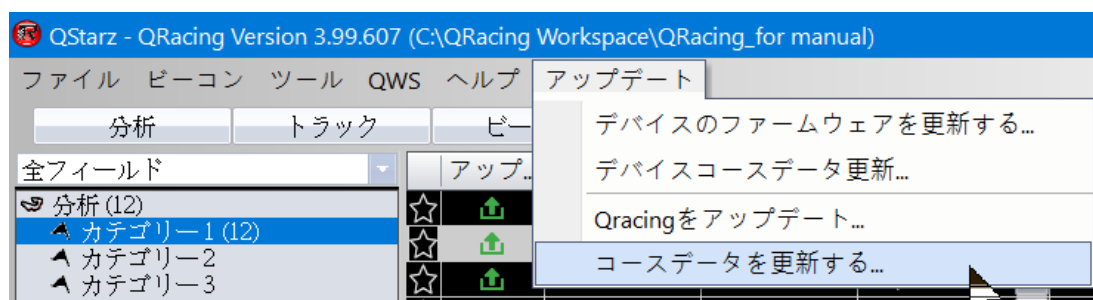 QStarz - QRacing Version 3.99.607 (C:\QRacing Workspace\QRacing_for manual)
ファイル ビーコン ツール QWS ヘルプ アップデート
分析 トラック ビー
デバイスのファームウェアを更新する...
全フィールド アップ... デバイスコースデータ更新...
分析 (12)
Qracingをアップデート...
カテゴリー1 (12)
カテゴリー2 コースデータを更新する...
カテゴリー3